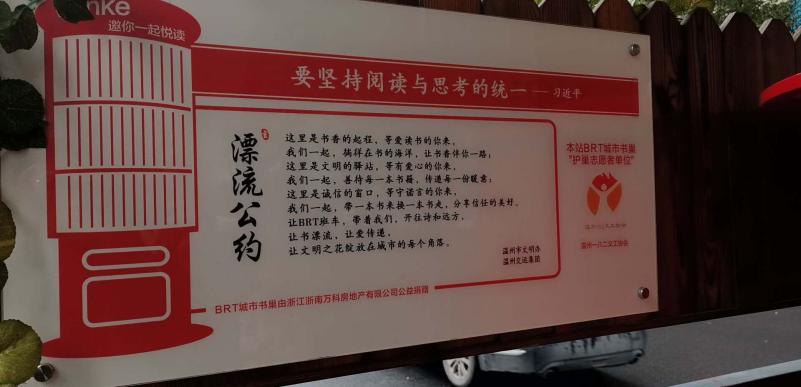 nke
邀你一起悦读
要坚持阅读与思考的统一 —— 习近平
漂流公约
这里是书香的起程，等爱读书的你来，
我们一起，徜徉在书的海洋，让书香伴你一路；
这里是文明的驿站，等有爱心的你来，
我们一起，善待每一本书籍，传递每一份暖意；
这里是诚信的窗口，等守诺言的你来，
我们一起，带一本书来换一本书走，分享信任的美好。
让BRT班车，带着我们，开往诗和远方，
让书漂流，让爱传递，
让文明之花绽放在城市的每个角落。
温州市文明办
温州交运集团
本站BRT城市书巢
"护巢志愿者单位"
温州一八二义工协会
BRT城市书巢由浙江浙南万科房地产有限公司公益捐赠